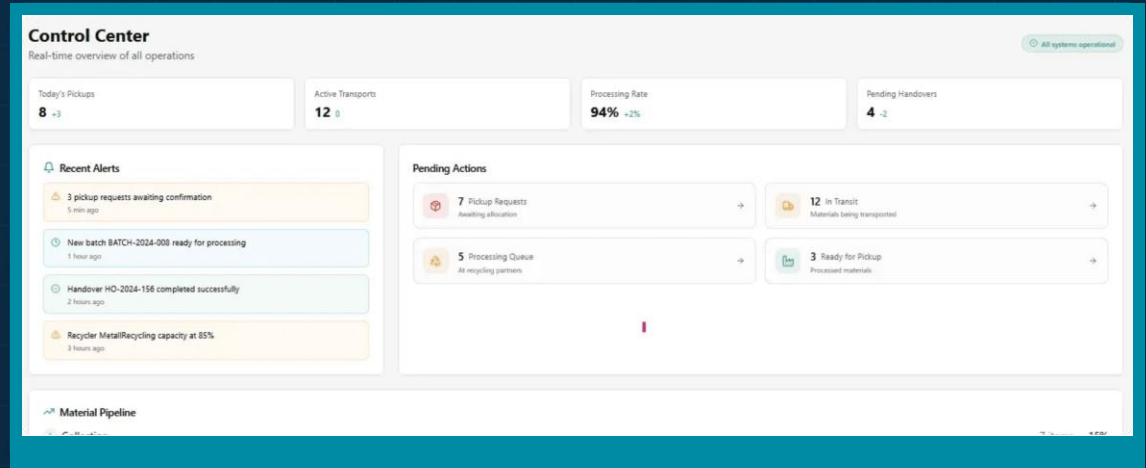 Control Center
Real-time overview of all operations
All systems operational
Today's Pickups
8 +3
Active Transports
12 0
Processing Rate
94% +2%
Pending Handovers
4 -2
Recent Alerts
3 pickup requests awaiting confirmation
5 min ago
New batch BATCH-2024-008 ready for processing
1 hour ago
Handover HO-2024-156 completed successfully
2 hours ago
Recycler MetallRecycling capacity at 85%
3 hours ago
Pending Actions
7 Pickup Requests
Awaiting allocation
12 In Transit
Materials being transported
5 Processing Queue
At recycling partners
3 Ready for Pickup
Processed materials
Material Pipeline